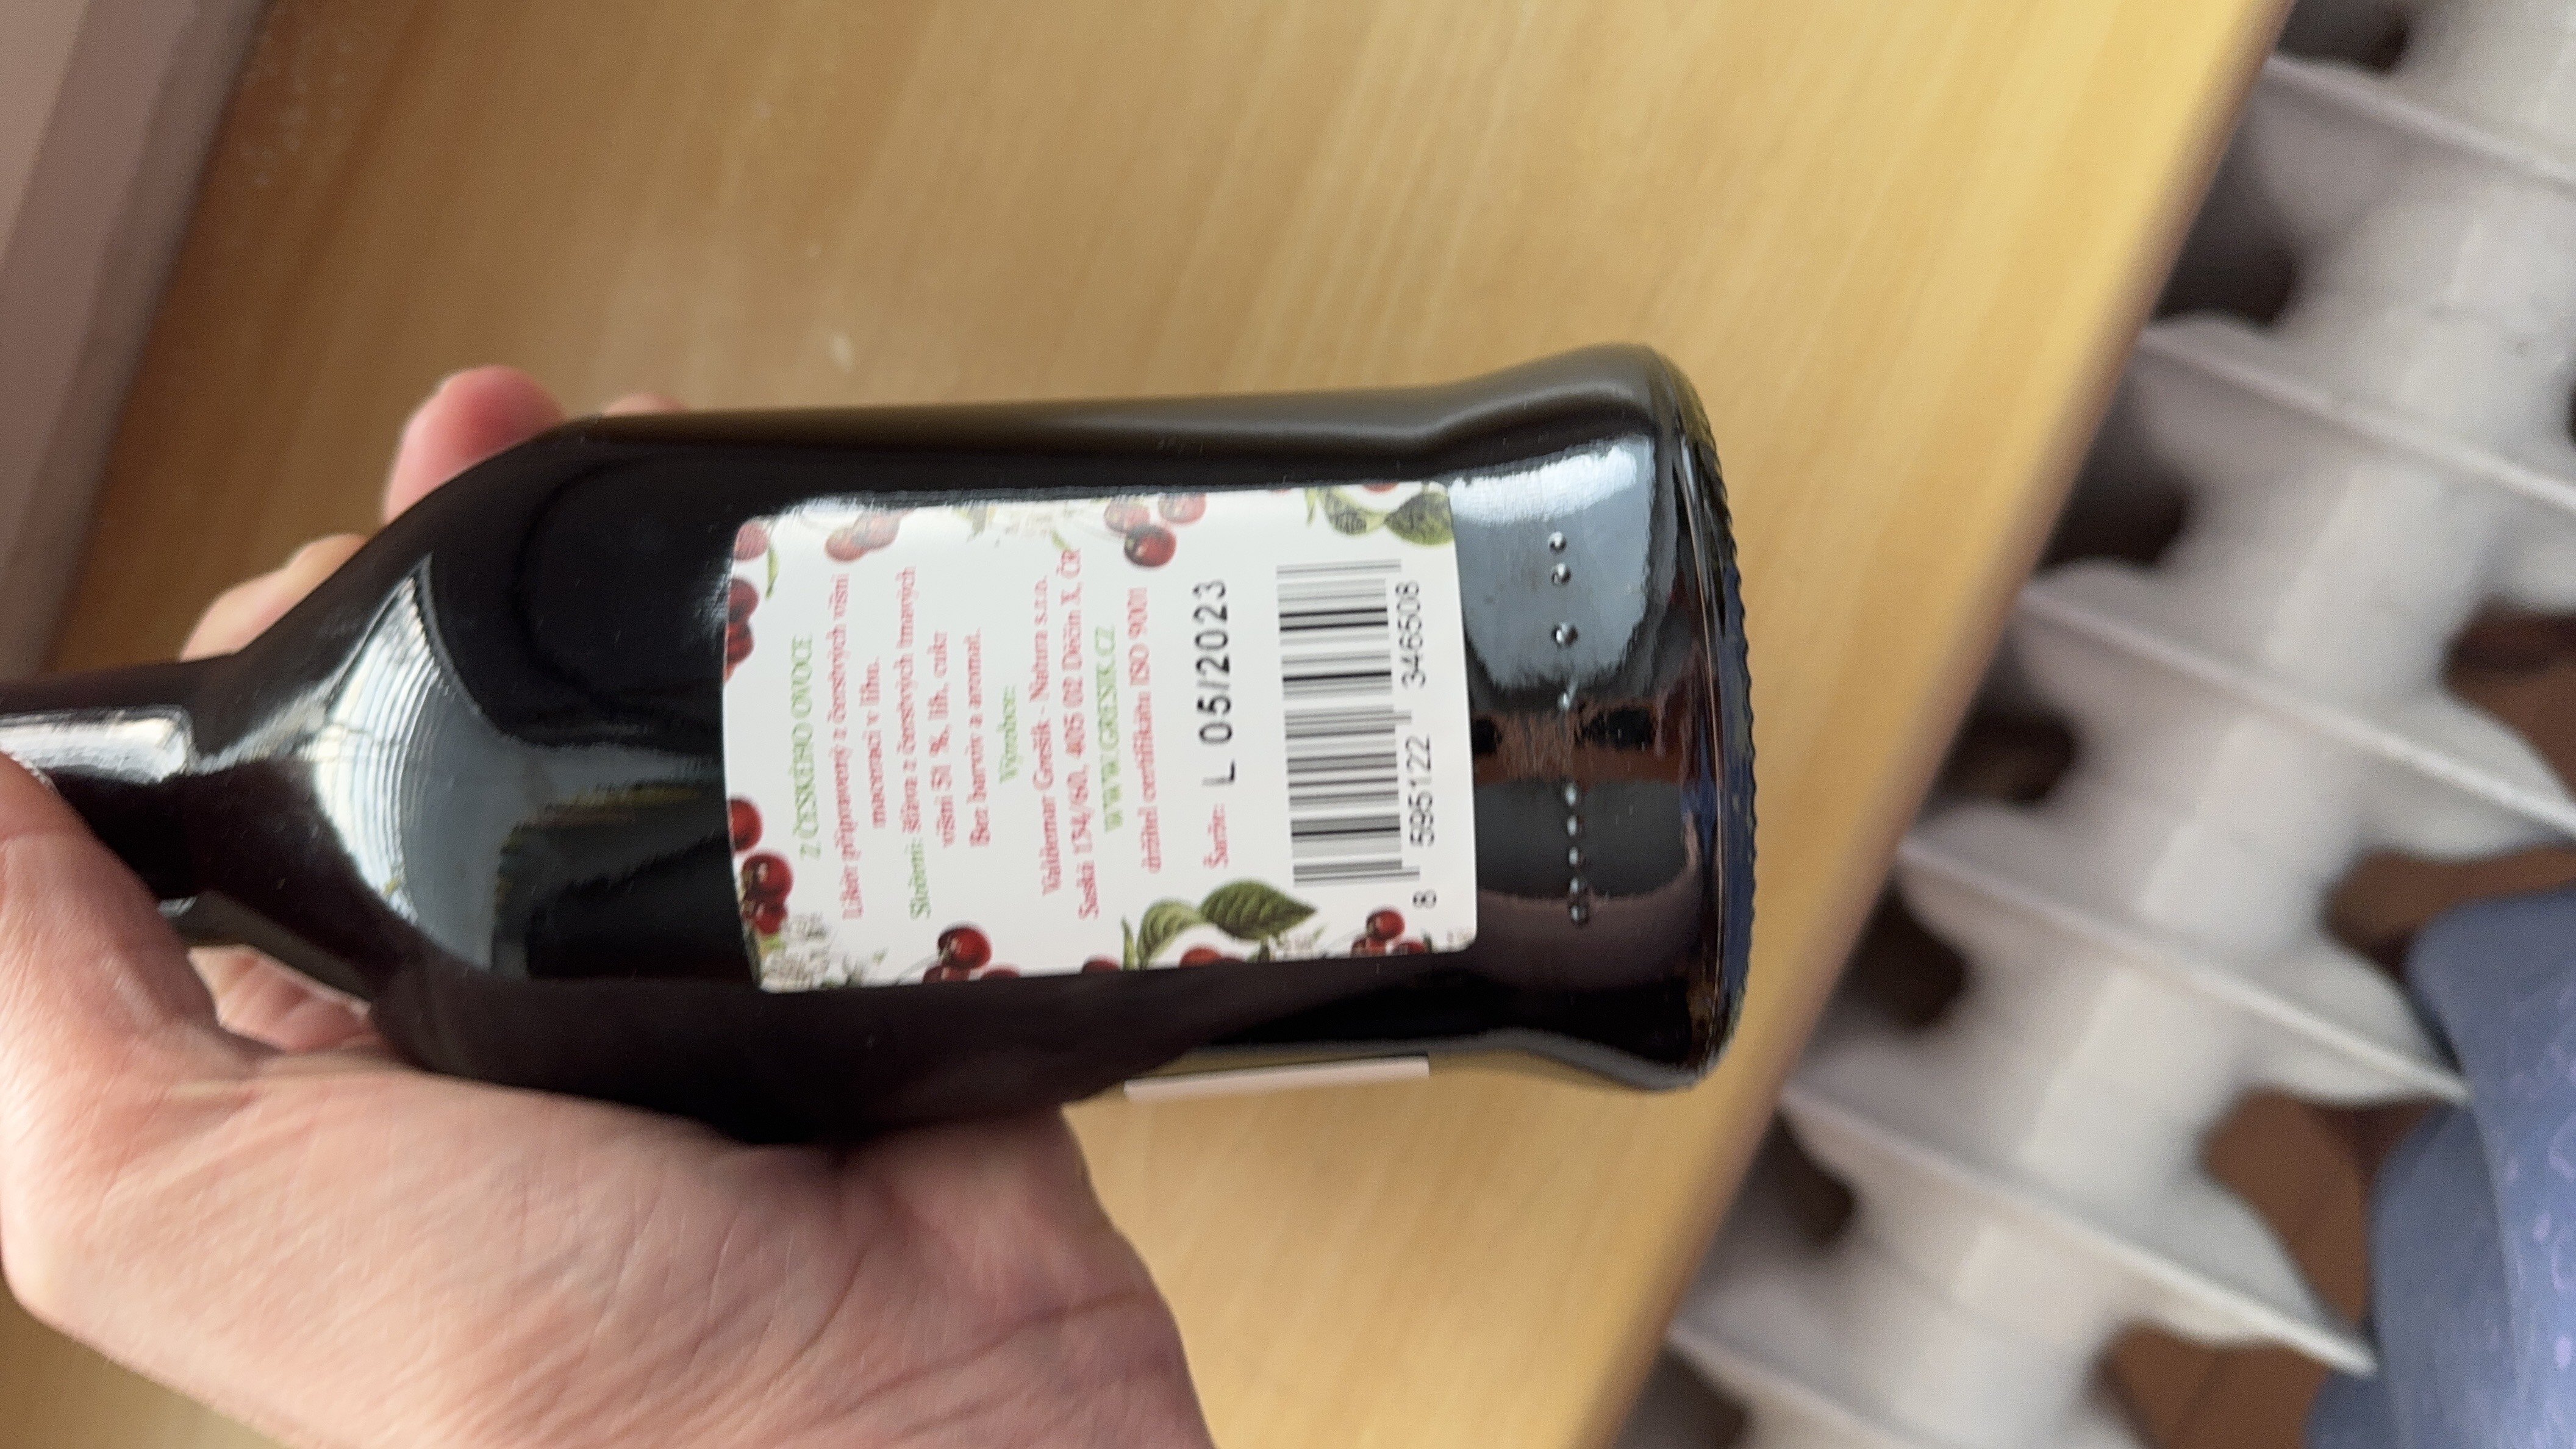 Z ČESKÉHO OVOCE
Likér připravovený z čerstvých višní
macerací v lihu.
Složení: šťáva z čerstvých tmavých
višní 51 %, líh, cukr
Bez barviv a aromat.
Výrobce:
Valdemar Grešík - Natura s.r.o.
Saská 134/60, 405 02 Děčín X, ČR
WWW.GRESIK.CZ
držitel certifikátu ISO 9001
Šarže: L 05/2023
8 595122 346508